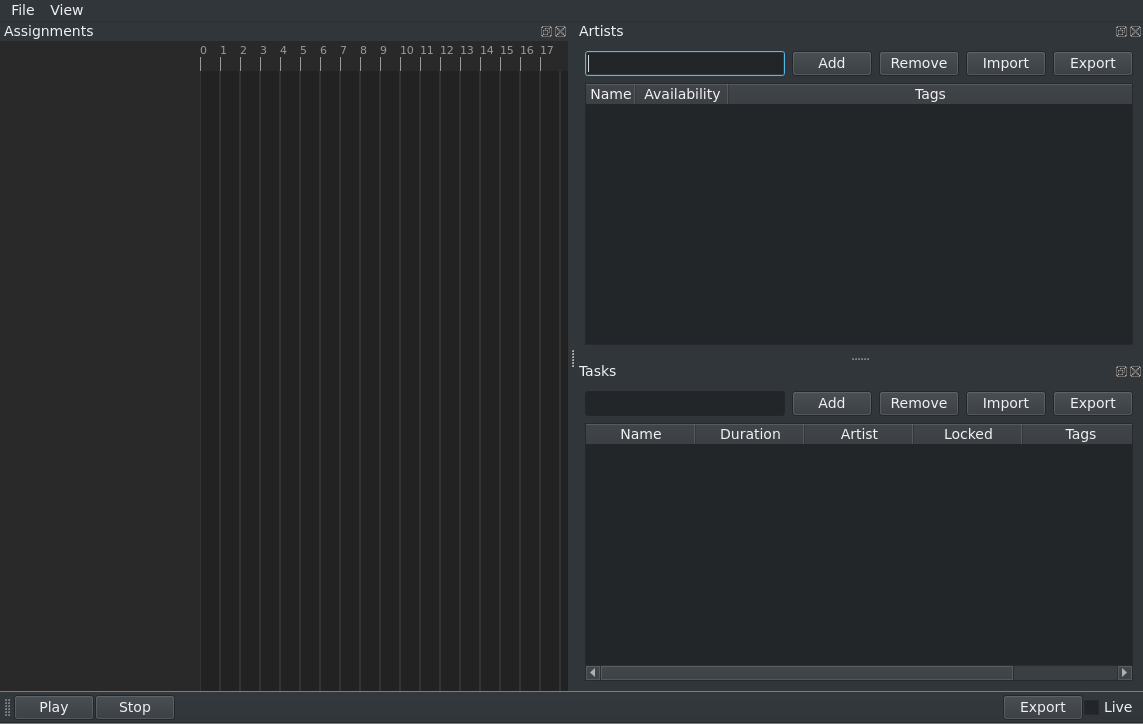 File View
Assignments
0 1 2 3 4 5 6 7 8 9 10 11 12 13 14 15 16 17
Artists
Add Remove Import Export
Name Availability Tags
Tasks
Add Remove Import Export
Name Duration Artist Locked Tags
Play Stop Export Live